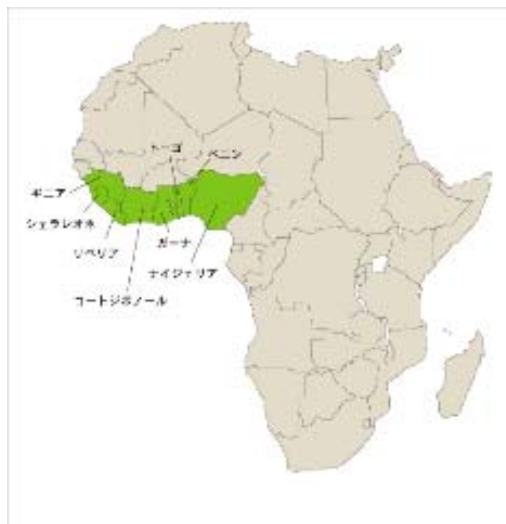 トーゴ
ベニン
ギニア
シェラレオネ
リベリア
ガーナ
ナイジェリア
コートジボワール